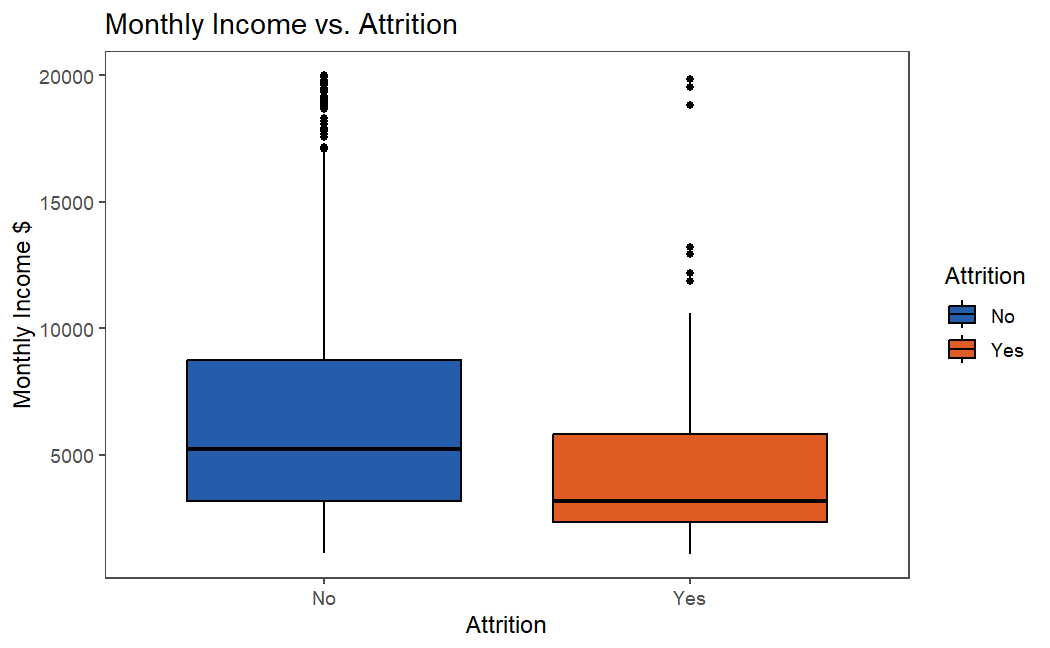 Monthly Income vs. Attrition
20000
15000
10000
5000
Monthly Income $
No
Yes
Attrition
Attrition
No
Yes